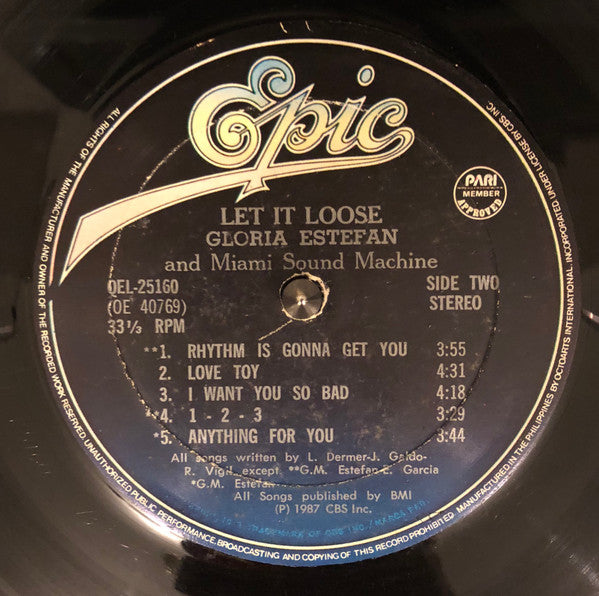 Epic
PARI
MEMBER
APPROVED
LET IT LOOSE
GLORIA ESTEFAN
and Miami Sound Machine
OEL-25160
(OE 40769)
33⅓ RPM
SIDE TWO
STEREO
**1. RHYTHM IS GONNA GET YOU 3:55
2. LOVE TOY 4:31
3. I WANT YOU SO BAD 4:18
**4. 1 - 2 - 3 3:29
*5. ANYTHING FOR YOU 3:44
All songs written by L. Dermer-J. Galdo-
R. Vigil except **G.M. Estefan-E. Garcia
*G.M. Estefan
All Songs published by BMI
(P) 1987 CBS Inc.
ALL RIGHTS OF THE MANUFACTURER AND OWNER OF THE RECORDED WORK RESERVED. UNAUTHORIZED PUBLIC PERFORMANCE, BROADCASTING AND COPYING OF THIS RECORD PROHIBITED. MANUFACTURED IN THE PHILIPPINES BY OCTOARTS INTERNATIONAL, INCORPORATED UNDER LICENSE BY CBS INC.
TRADEMARK OF CBS INC.